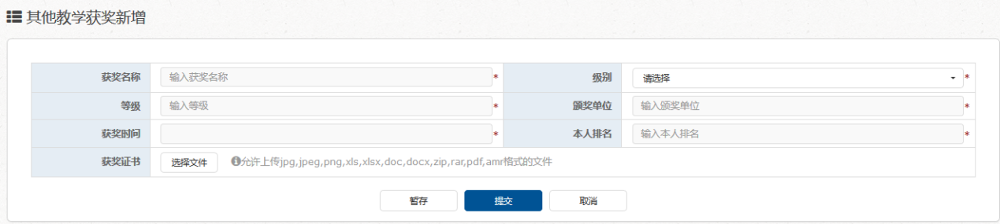 其他教学获奖新增
获奖名称 输入获奖名称 * 级别 请选择 *
等级 输入等级 * 颁奖单位 输入颁奖单位 *
获奖时间 * 本人排名 输入本人排名 *
获奖证书 选择文件 允许上传jpg,jpeg,png,xls,xlsx,doc,docx,zip,rar,pdf,amr格式的文件
暂存 提交 取消